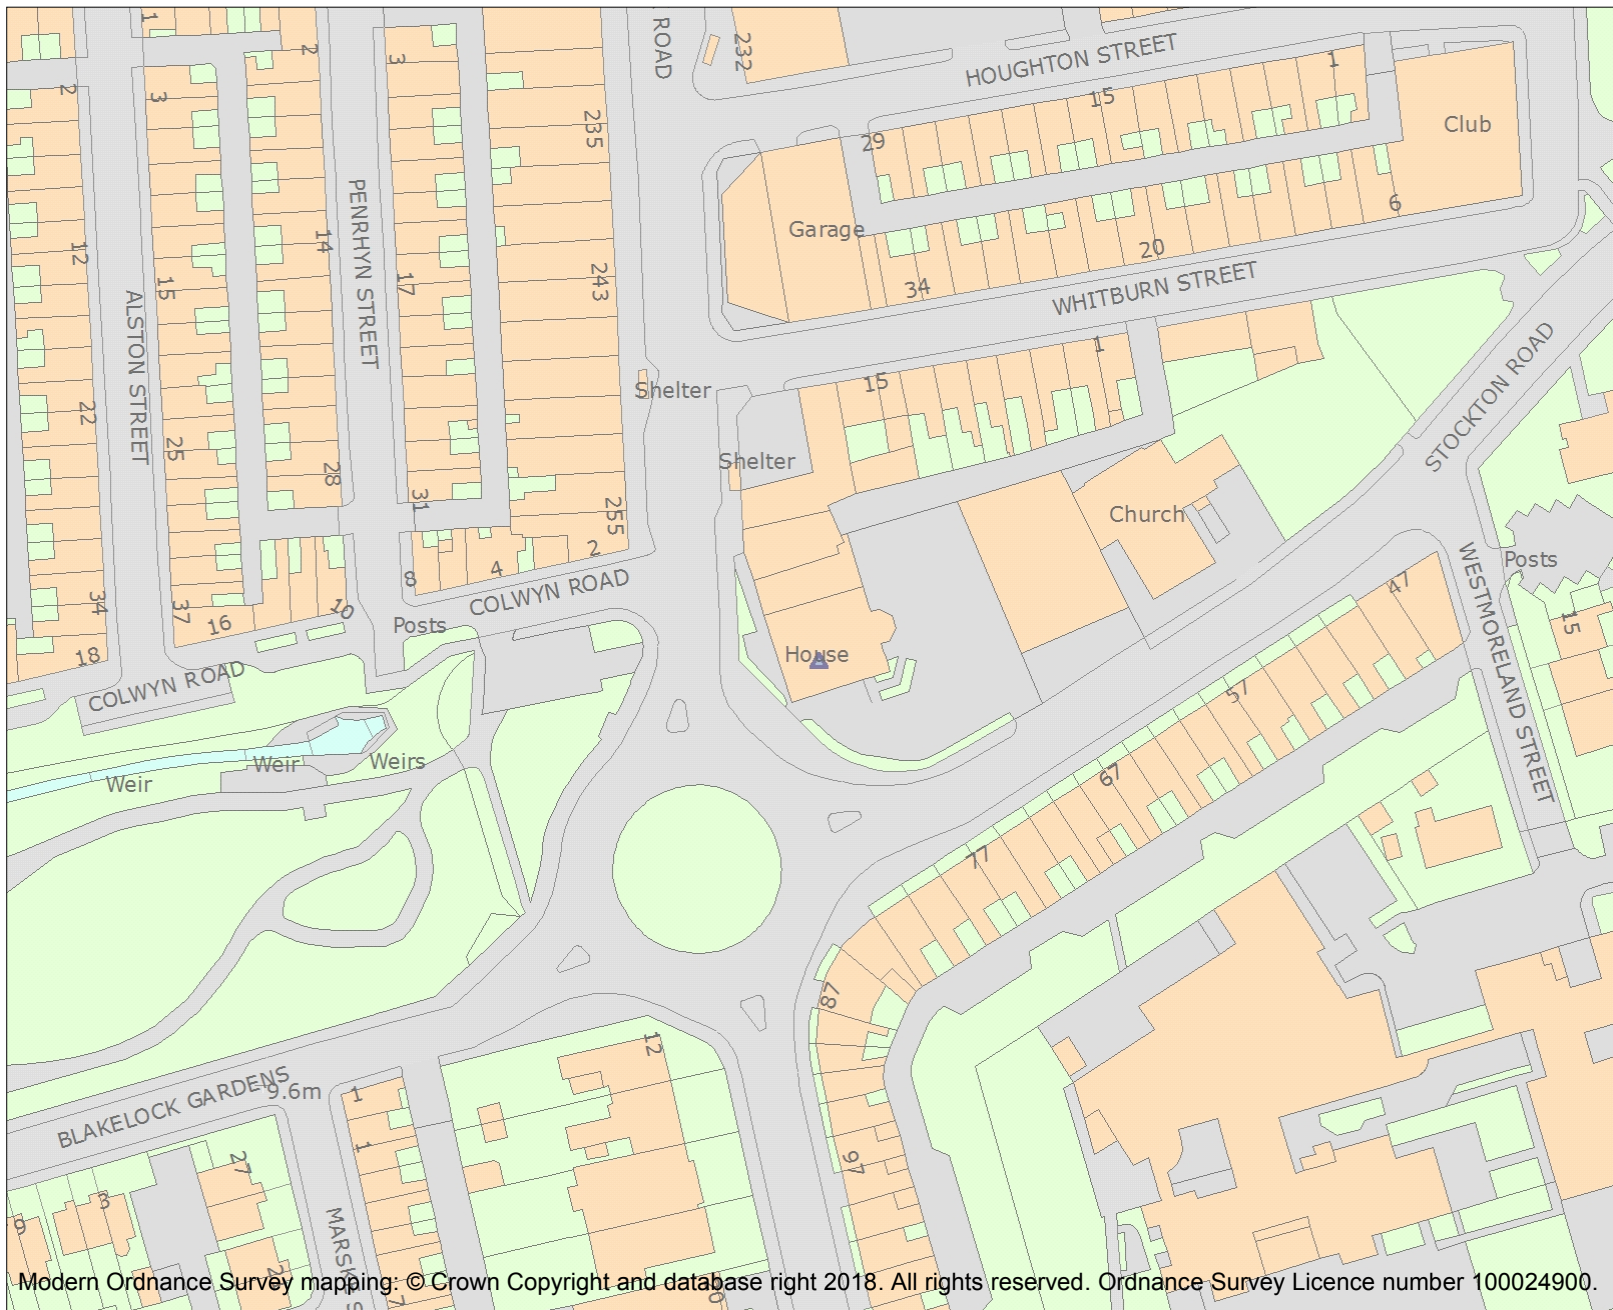 1
2
3
ROAD
232
HOUGHTON STREET
1
2
3
15
235
29
Club
PENRHYN STREET
6
12
14
Garage
20
15
17
243
34
WHITBURN STREET
ALSTON STREET
1
STOCKTON ROAD
15
Shelter
22
25
28
Shelter
31
255
Church
WESTMORELAND STREET
Posts
2
4
8
COLWYN ROAD
47
34
37
10
16
Posts
15
18
House
COLWYN ROAD
57
Weir
Weir
Weirs
67
77
87
12
BLAKELOCK GARDENS
9.6m
1
1
27
97
3
9
MARSKE S
Modern Ordnance Survey mapping: © Crown Copyright and database right 2018. All rights reserved. Ordnance Survey Licence number 100024900.